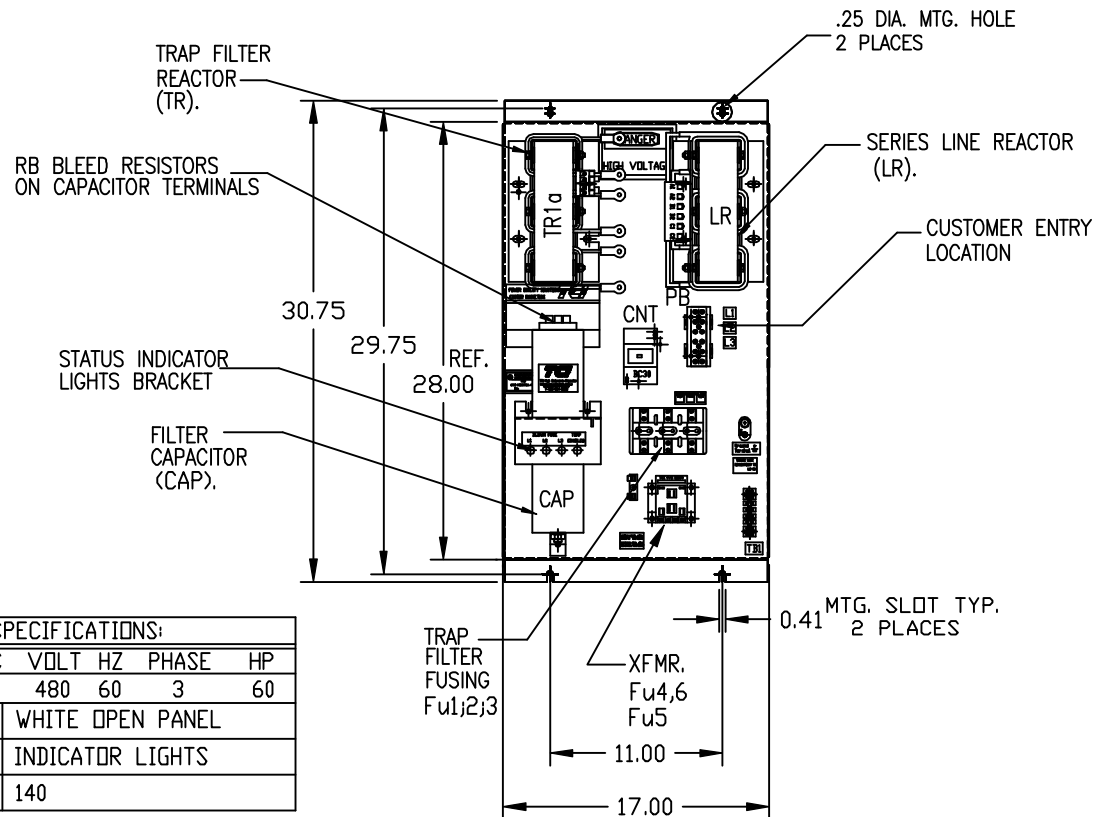 .25 DIA. MTG. HOLE
2 PLACES
TRAP FILTER
REACTOR
(TR).
SERIES LINE REACTOR
(LR).
RB BLEED RESISTORS
ON CAPACITOR TERMINALS
CUSTOMER ENTRY
LOCATION
ANGER
HIGH VOLTAG
TR1a
LR
PB
CNT
L1
L3
TCI
30.75
29.75
REF.
28.00
STATUS INDICATOR
LIGHTS BRACKET
FILTER
CAPACITOR
(CAP).
CAP
TB1
TRAP
FILTER
FUSING
Fu1;2;3
XFMR.
Fu4,6
Fu5
0.41
MTG. SLOT TYP.
2 PLACES
11.00
17.00
PECIFICATIONS:
VOLT HZ PHASE HP
480 60 3 60
WHITE OPEN PANEL
INDICATOR LIGHTS
140